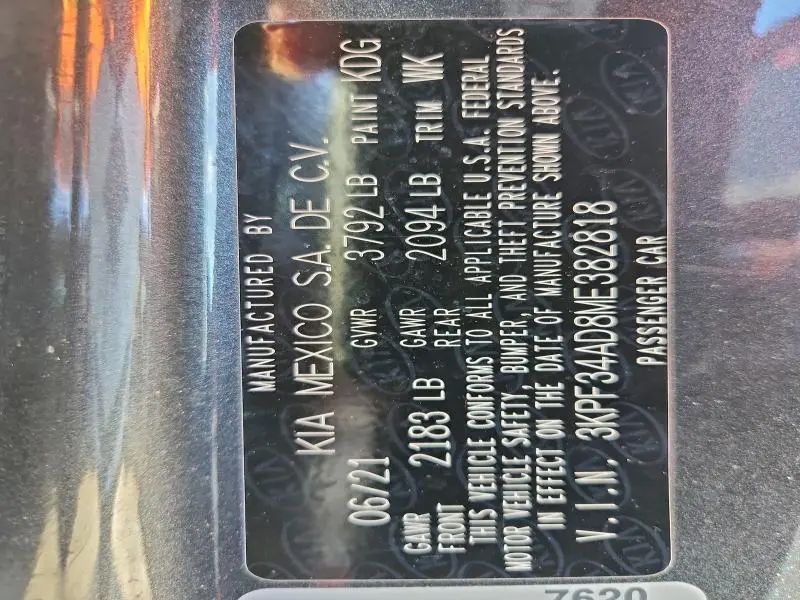 MANUFACTURED BY
KIA MEXICO S.A. DE C.V.
06/21 GVWR 3792 LB PAINT KDG
GAWR FRONT 2183 LB GAWR REAR 2094 LB TRIM WK
THIS VEHICLE CONFORMS TO ALL APPLICABLE U.S.A. FEDERAL
MOTOR VEHICLE SAFETY, BUMPER, AND THEFT PREVENTION STANDARDS
IN EFFECT ON THE DATE OF MANUFACTURE SHOWN ABOVE.
V.I.N. 3KPF34AD8ME382818
PASSENGER CAR
7620